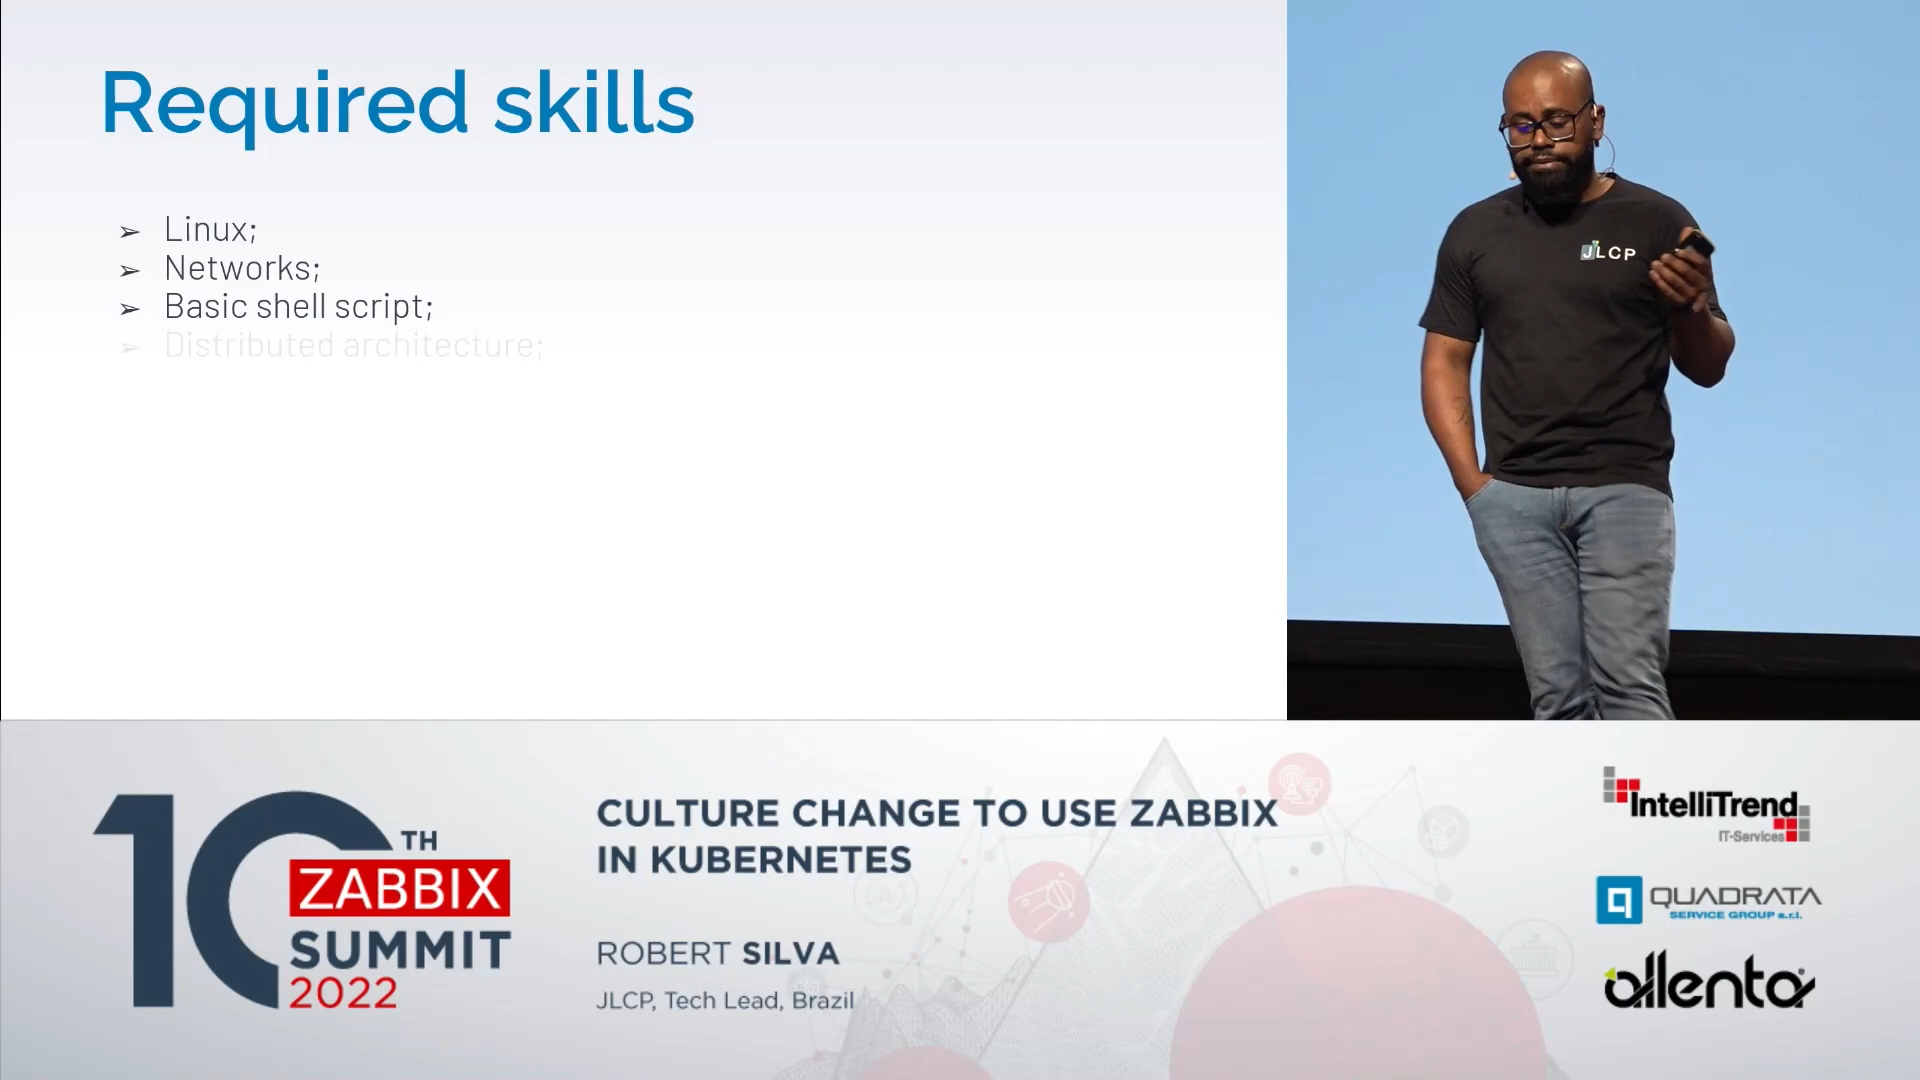 Required skills
➢ Linux;
➢ Networks;
➢ Basic shell script;
➢ Distributed architecture;
JLCP
10TH
ZABBIX
SUMMIT
2022
CULTURE CHANGE TO USE ZABBIX
IN KUBERNETES
ROBERT SILVA
JLCP, Tech Lead, Brazil
IntelliTrend
IT-Services
QUADRATA
SERVICE GROUP s.r.l.
allenta